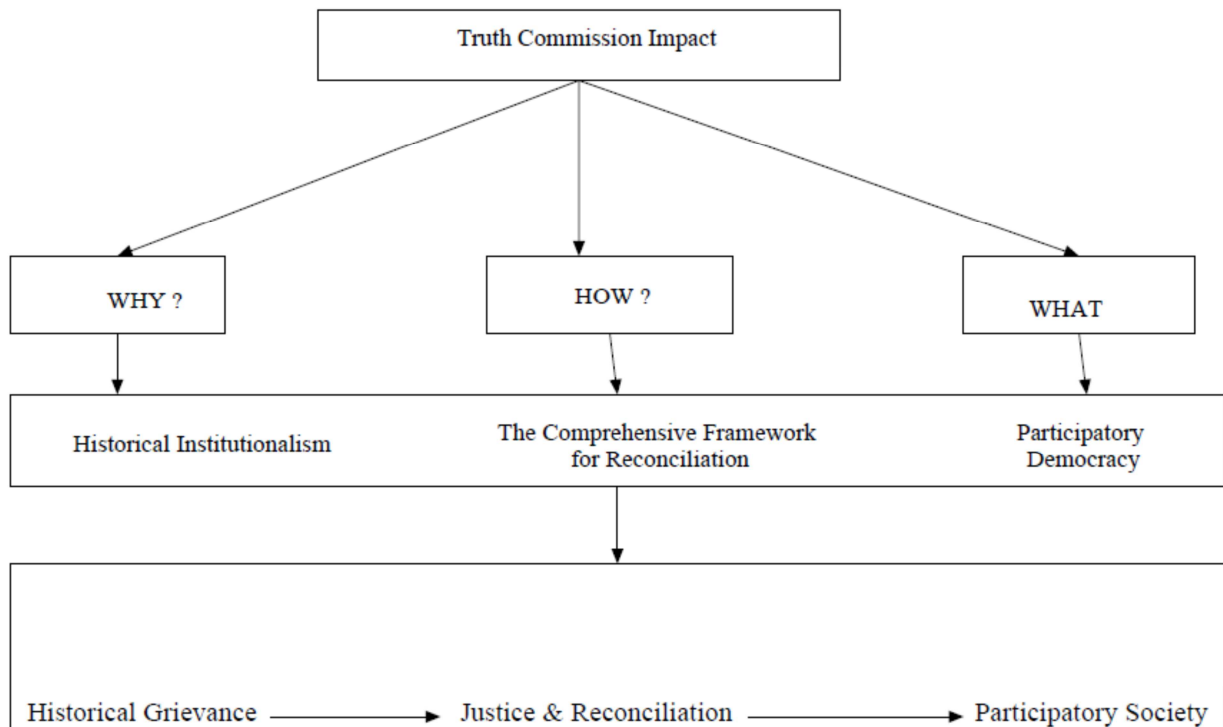 Truth Commission Impact
WHY ?
HOW ?
WHAT
Historical Institutionalism
The Comprehensive Framework
for Reconciliation
Participatory
Democracy
Historical Grievance
Justice & Reconciliation
Participatory Society